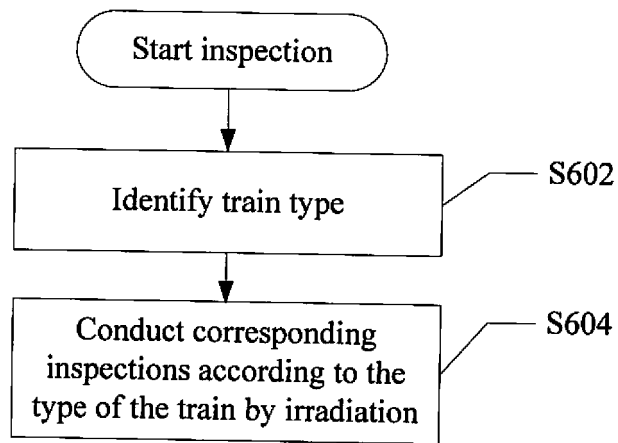 Start inspection
Identify train type
S602
Conduct corresponding
inspections according to the
type of the train by irradiation
S604